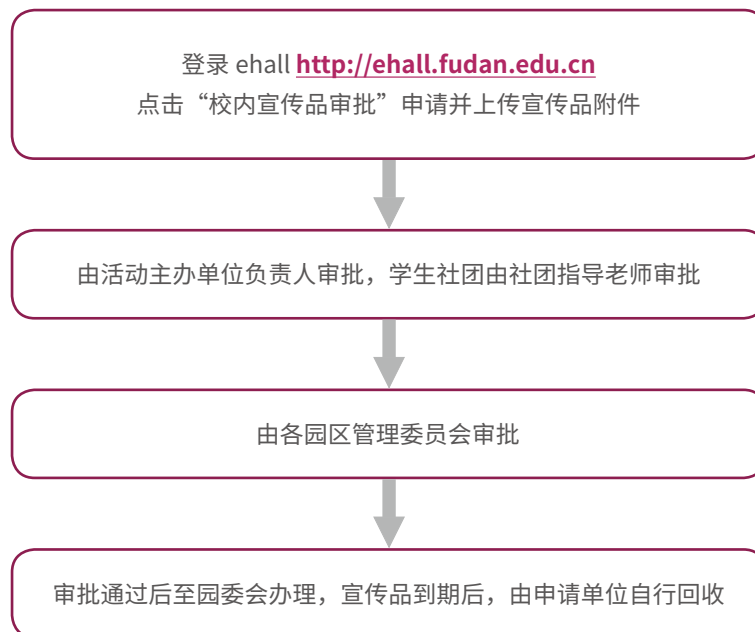 登录 ehall http://ehall.fudan.edu.cn
点击“校内宣传品审批”申请并上传宣传品附件
由活动主办单位负责人审批，学生社团由社团指导老师审批
由各园区管理委员会审批
审批通过后至园委会办理，宣传品到期后，由申请单位自行回收